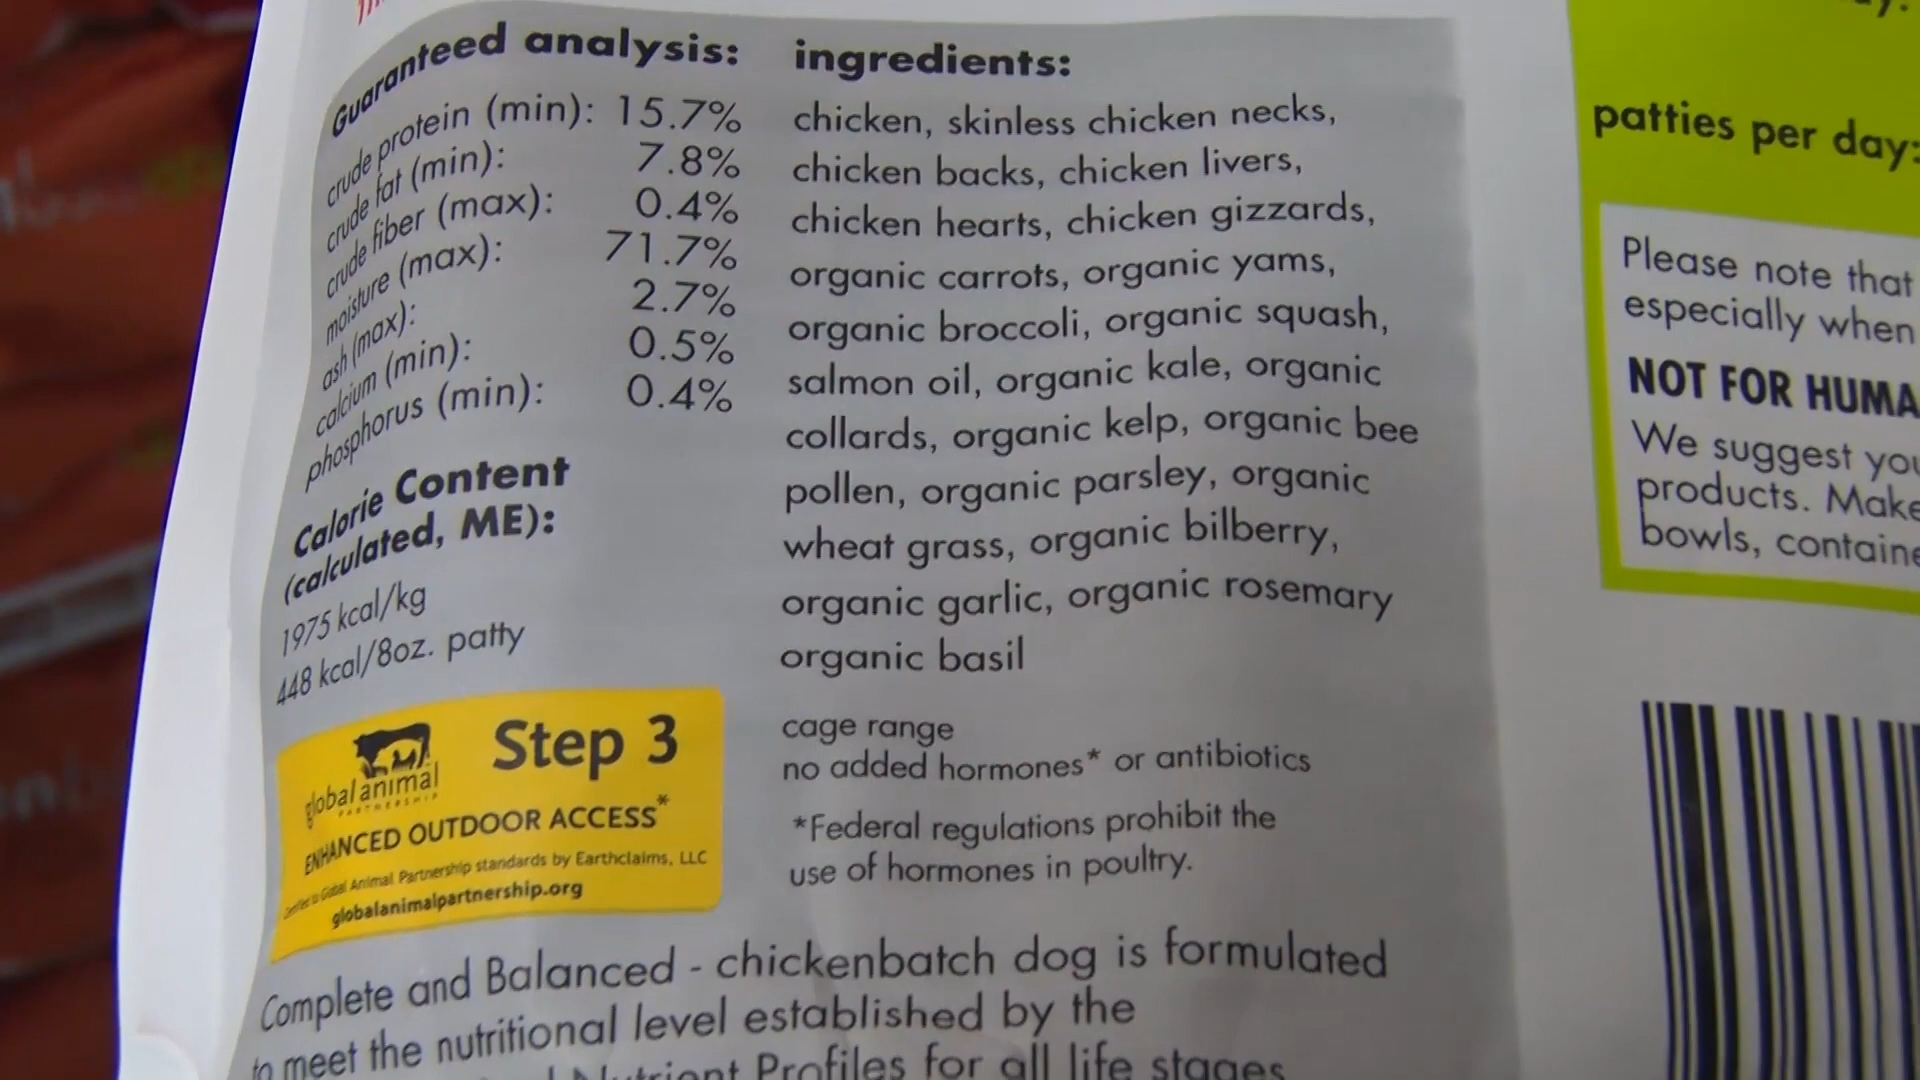 Guaranteed analysis:
crude protein (min): 15.7%
crude fat (min): 7.8%
crude fiber (max): 0.4%
moisture (max): 71.7%
ash (max): 2.7%
calcium (min): 0.5%
phosphorus (min): 0.4%
Calorie Content
(calculated, ME):
1975 kcal/kg
448 kcal/8oz. patty
global animal
PARTNERSHIP
Step 3
ENHANCED OUTDOOR ACCESS*
Certified to Global Animal Partnership standards by Earthclaims, LLC
globalanimalpartnership.org
ingredients:
chicken, skinless chicken necks,
chicken backs, chicken livers,
chicken hearts, chicken gizzards,
organic carrots, organic yams,
organic broccoli, organic squash,
salmon oil, organic kale, organic
collards, organic kelp, organic bee
pollen, organic parsley, organic
wheat grass, organic bilberry,
organic garlic, organic rosemary
organic basil
cage range
no added hormones* or antibiotics
*Federal regulations prohibit the
use of hormones in poultry.
Complete and Balanced - chickenbatch dog is formulated
to meet the nutritional level established by the
Nutrient Profiles for all life stages
patties per day:
Please note that
especially when
NOT FOR HUMA
We suggest you
products. Make
bowls, containe